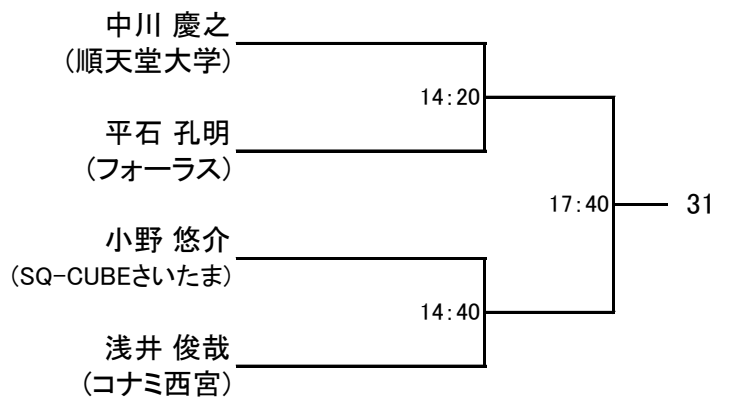 中川 慶之
(順天堂大学)
14:20
平石 孔明
(フォーラス)
17:40
31
小野 悠介
(SQ-CUBEさいたま)
14:40
浅井 俊哉
(コナミ西宮)